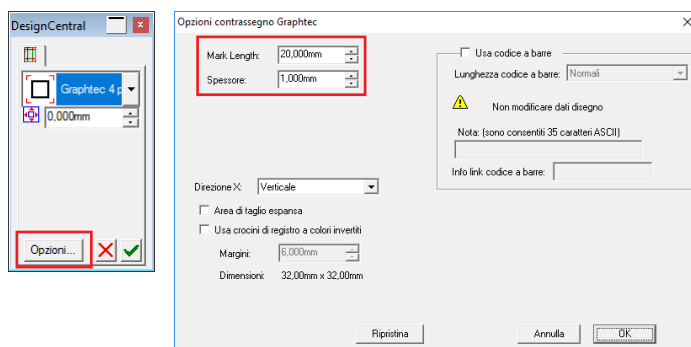 DesignCentral
Graphtec 4 p
0,000mm
Opzioni...
Opzioni contrassegno Graphtec
Mark Length: 20,000mm
Spessore: 1,000mm
Direzione X: Verticale
Area di taglio espansa
Usa crocini di registro a colori invertiti
Margini: 6,000mm
Dimensioni: 32,00mm x 32,00mm
Usa codice a barre
Lunghezza codice a barre: Normali
Non modificare dati disegno
Nota: (sono consentiti 35 caratteri ASCII)
Info link codice a barre:
Ripristina
Annulla
OK